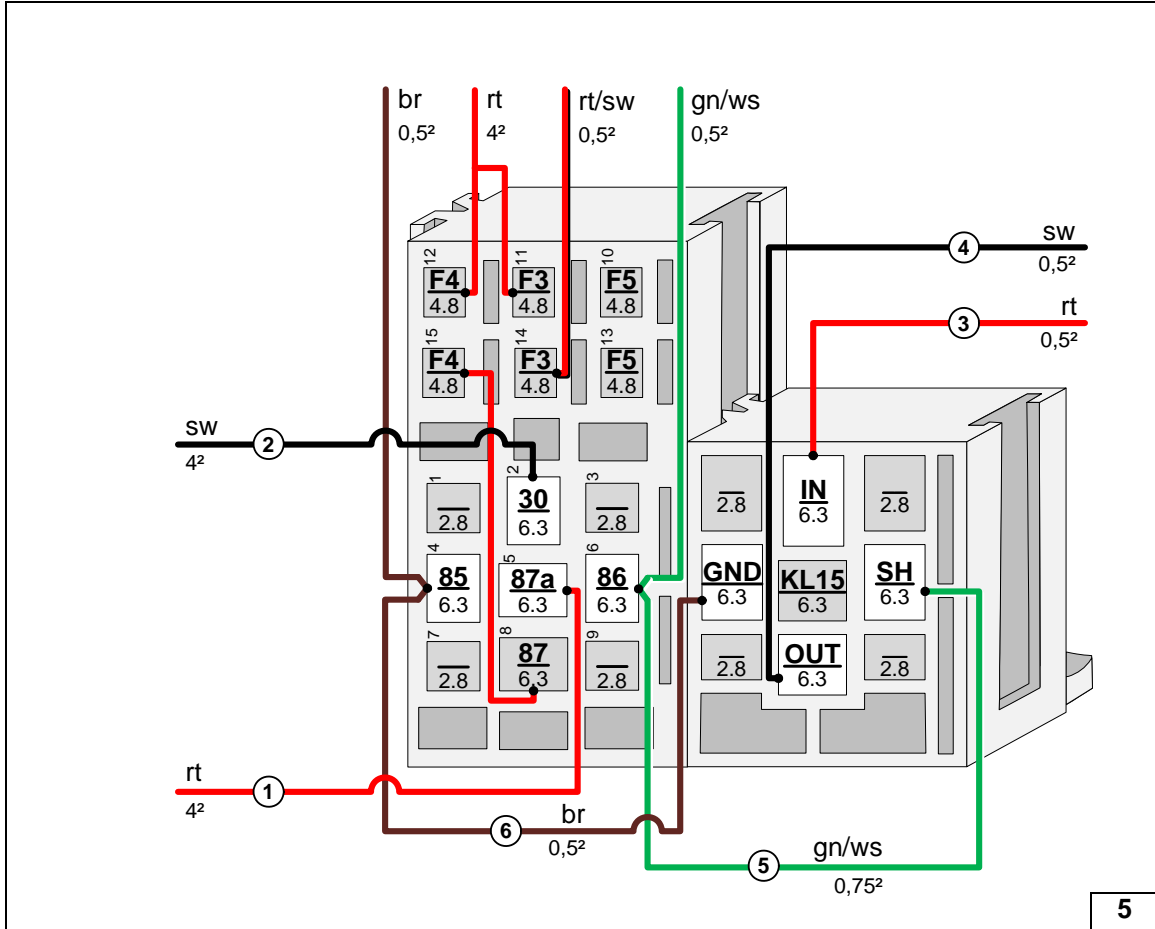 br rt rt/sw gn/ws
0,5² 4² 0,5² 0,5²
sw
4
0,5²
rt
3
0,5²
12 11 10
F4 F3 F5
4.8 4.8 4.8
15 14 13
F4 F3 F5
4.8 4.8 4.8
sw
2
4²
1 2 3
30
2.8 6.3 2.8
4 5 6
85 87a 86
6.3 6.3 6.3
7 8 9
87
2.8 6.3 2.8
IN
2.8 6.3 2.8
GND KL15 SH
6.3 6.3 6.3
OUT
2.8 6.3 2.8
rt
1
4²
br
6
0,5²
gn/ws
5
0,75²
5